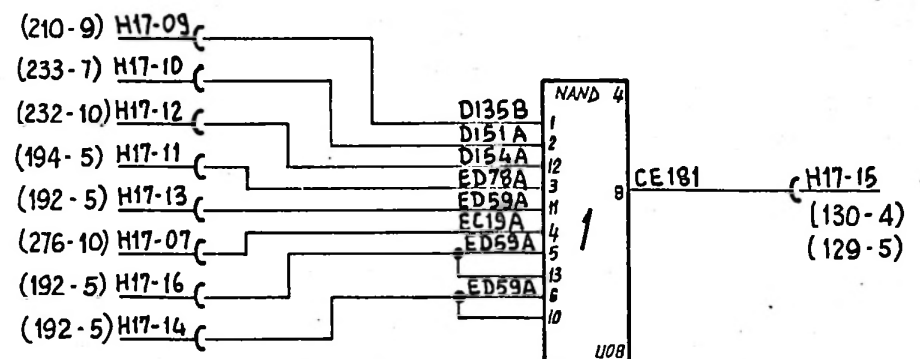 (210-9) H17-09
(233-7) H17-10
(232-10) H17-12
(194-5) H17-11
(192-5) H17-13
(276-10) H17-07
(192-5) H17-16
(192-5) H17-14
DI35B
DI51A
DI54A
ED78A
ED59A
EC19A
ED59A
ED59A
NAND 4
1
2
12
3
11
4
5
13
6
10
1
8
U08
CE181
H17-15
(130-4)
(129-5)